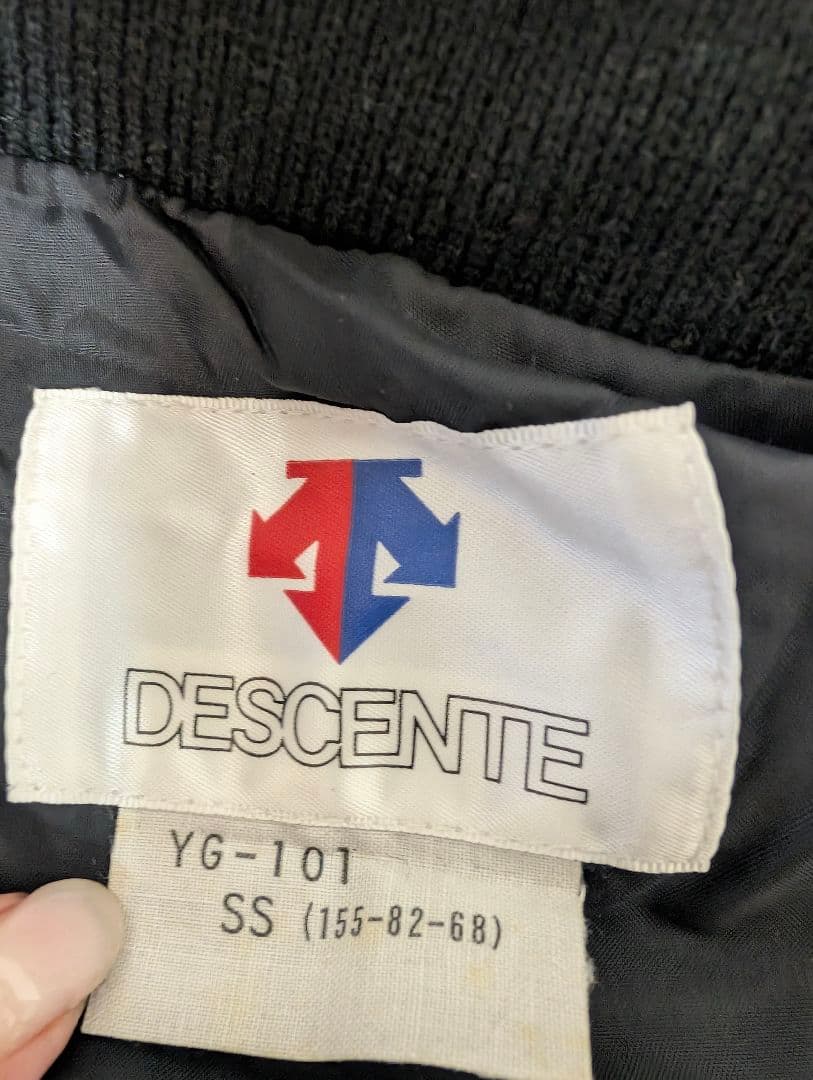 DESCENTE
YG-101
SS (155-82-68)